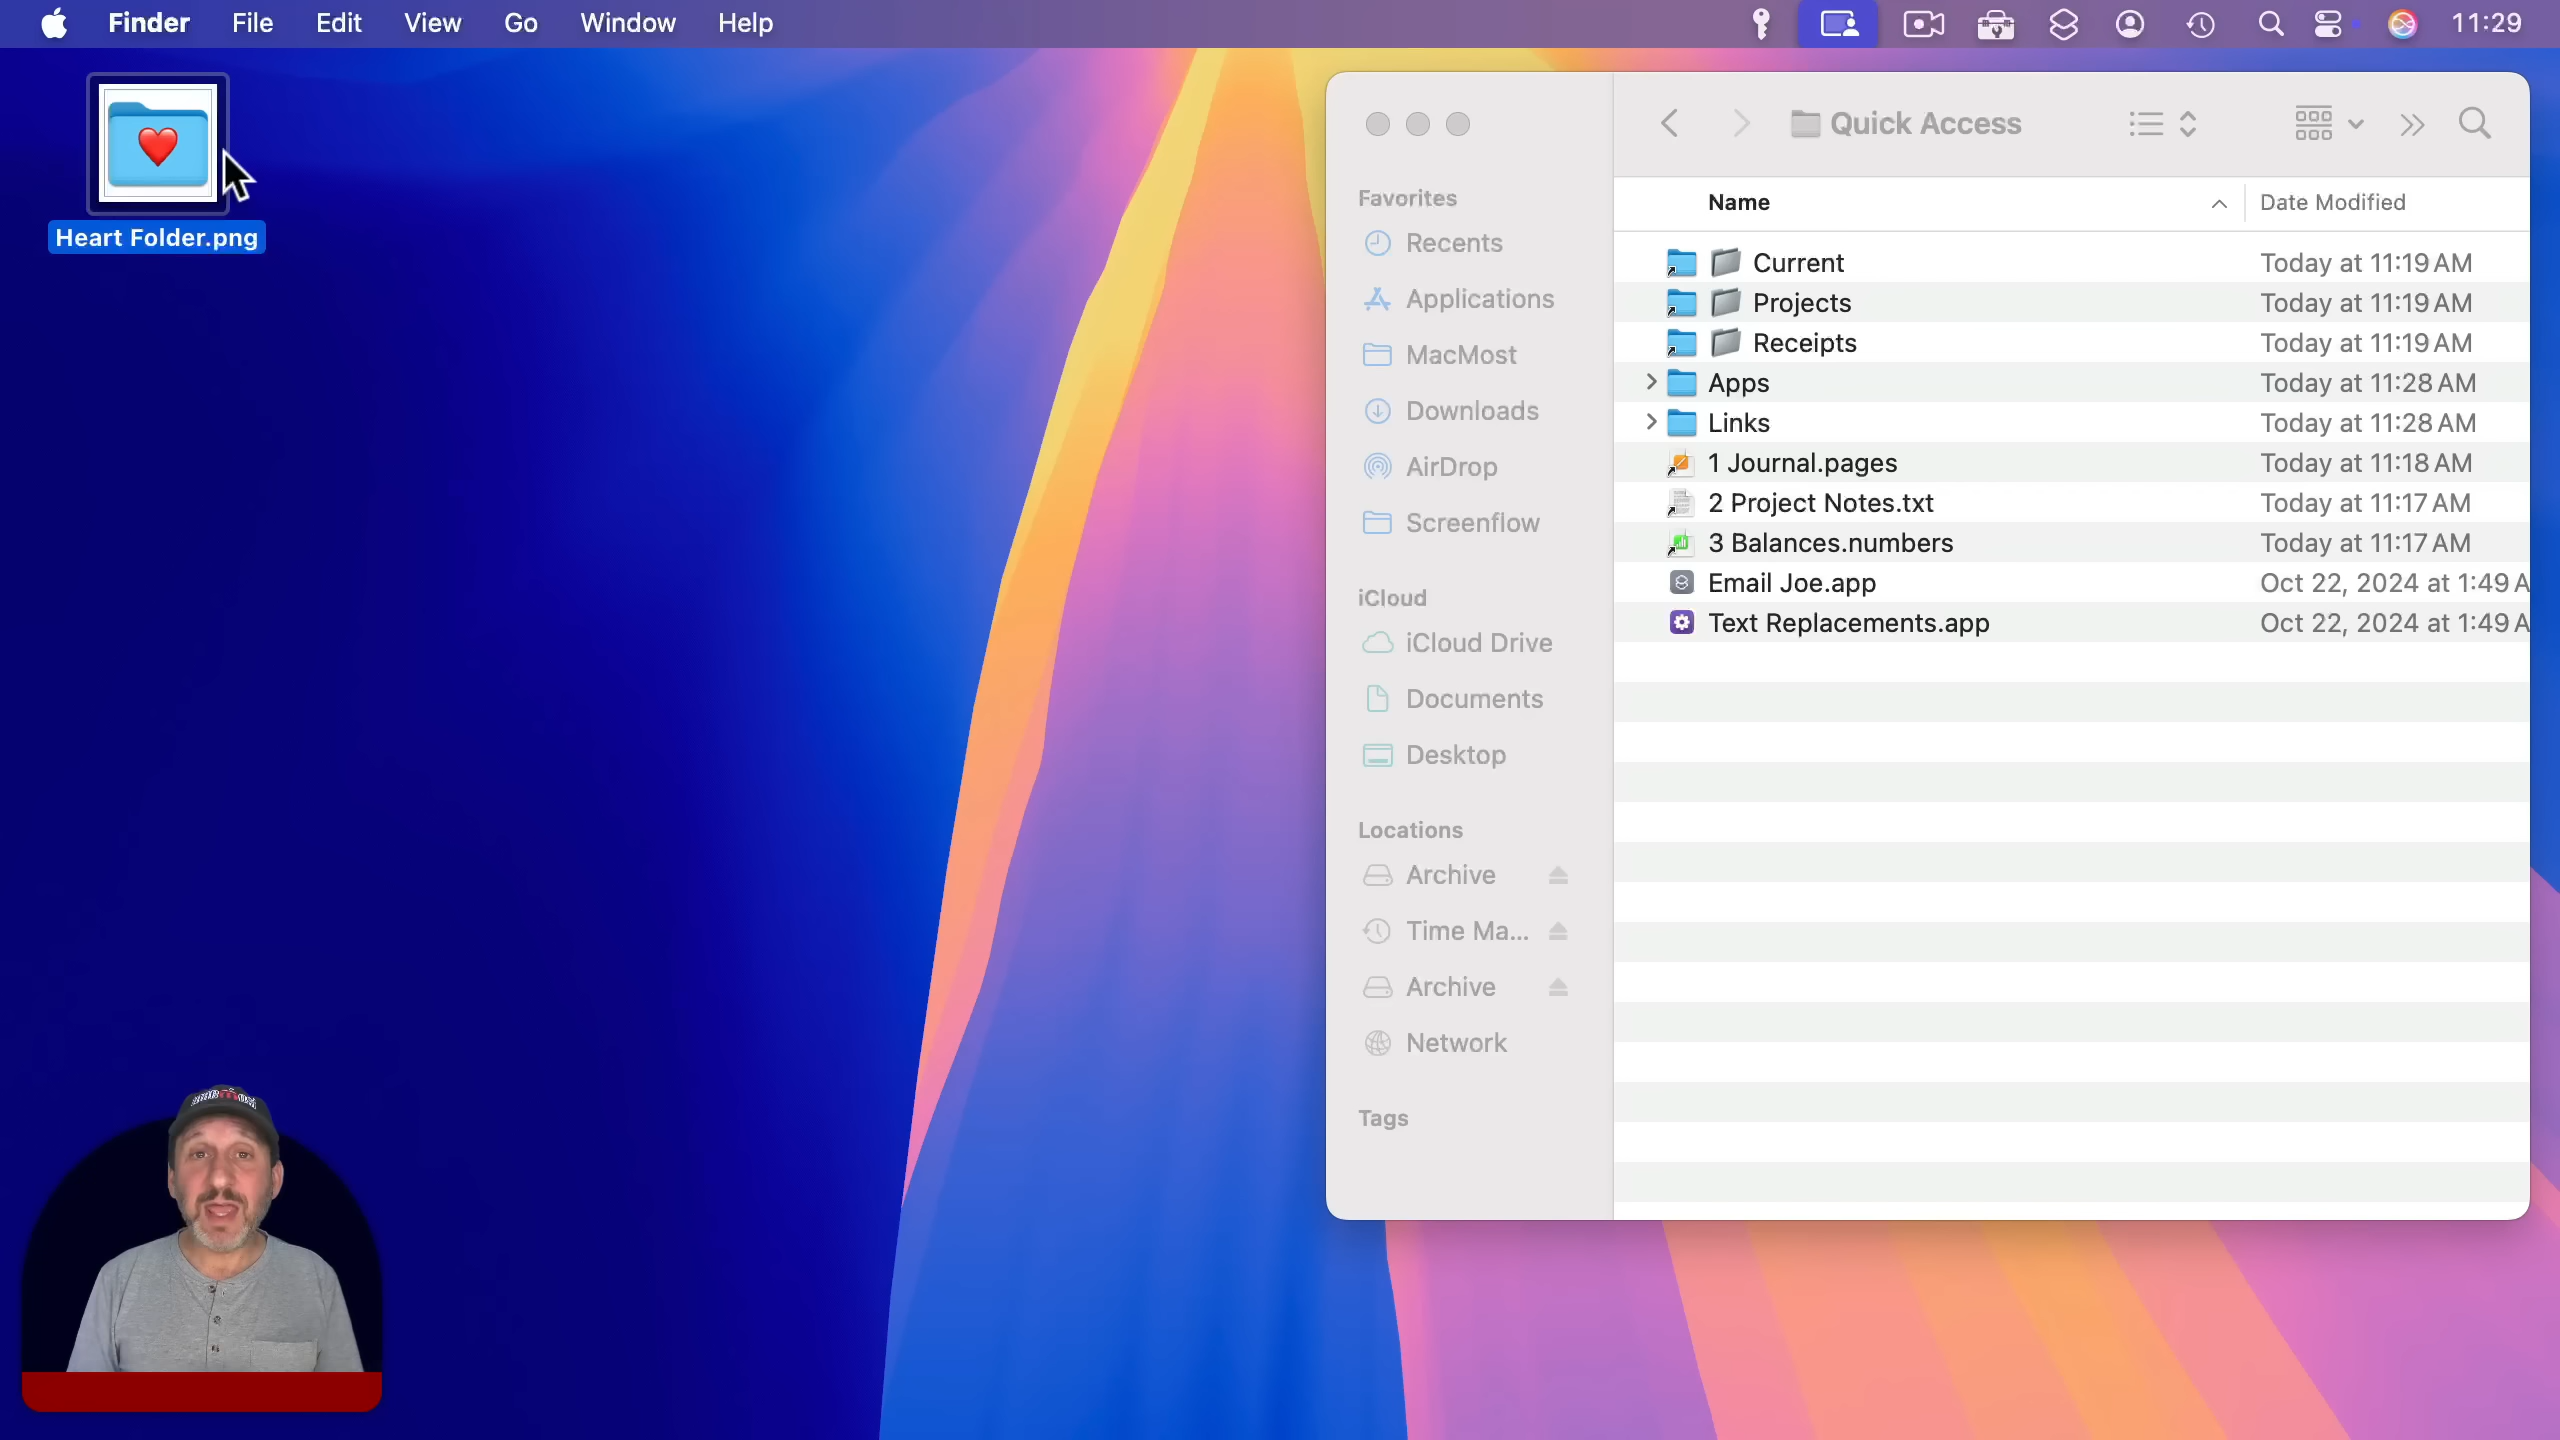 Finder File Edit View Go Window Help 11:29
Heart Folder.png
Quick Access
Favorites
Recents
Applications
MacMost
Downloads
AirDrop
Screenflow
iCloud
iCloud Drive
Documents
Desktop
Locations
Archive
Time Ma...
Archive
Network
Tags
Name Date Modified
Current Today at 11:19 AM
Projects Today at 11:19 AM
Receipts Today at 11:19 AM
Apps Today at 11:28 AM
Links Today at 11:28 AM
1 Journal.pages Today at 11:18 AM
2 Project Notes.txt Today at 11:17 AM
3 Balances.numbers Today at 11:17 AM
Email Joe.app Oct 22, 2024 at 1:49 A
Text Replacements.app Oct 22, 2024 at 1:49 A